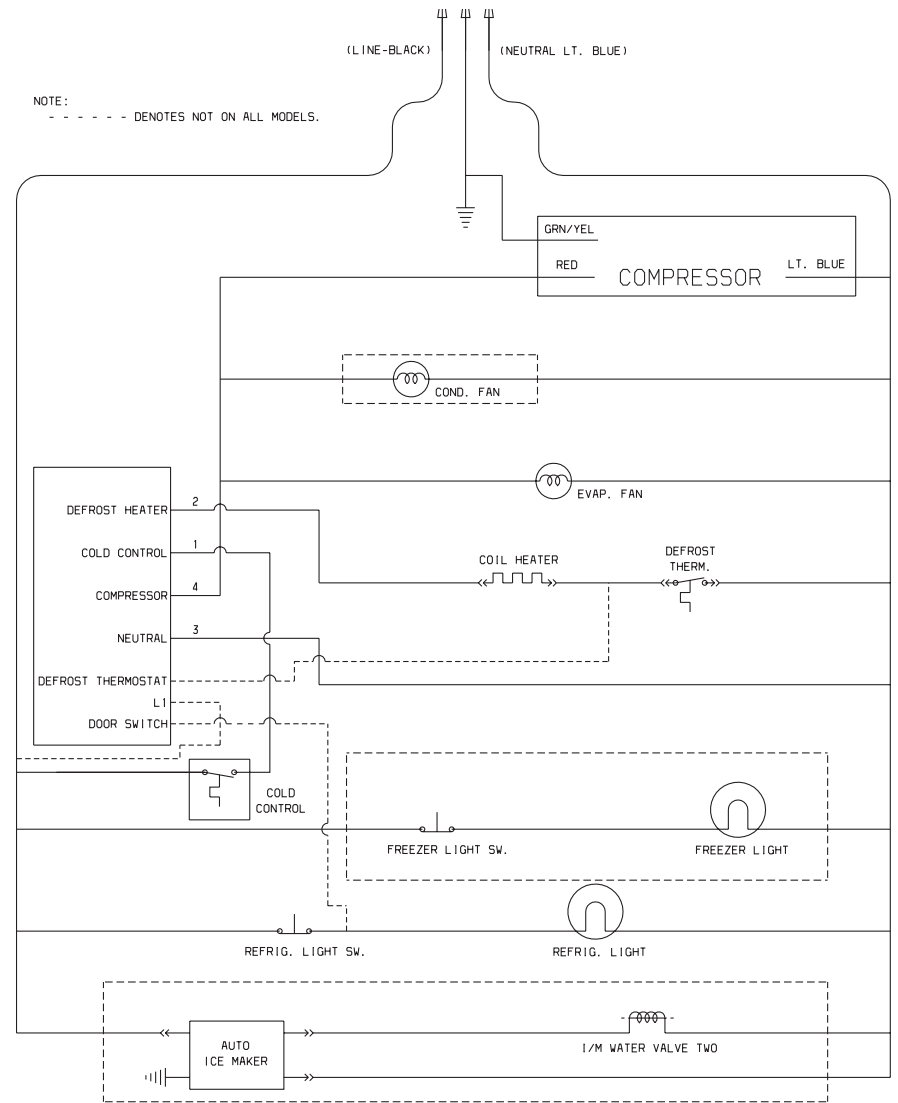 (LINE-BLACK)
(NEUTRAL LT. BLUE)
NOTE:
- - - - - - DENOTES NOT ON ALL MODELS.
GRN/YEL
RED
COMPRESSOR
LT. BLUE
COND. FAN
EVAP. FAN
DEFROST HEATER
2
COLD CONTROL
1
COMPRESSOR
4
NEUTRAL
3
DEFROST THERMOSTAT
L1
DOOR SWITCH
COIL HEATER
DEFROST
THERM.
COLD
CONTROL
FREEZER LIGHT SW.
FREEZER LIGHT
REFRIG. LIGHT SW.
REFRIG. LIGHT
AUTO
ICE MAKER
I/M WATER VALVE TWO